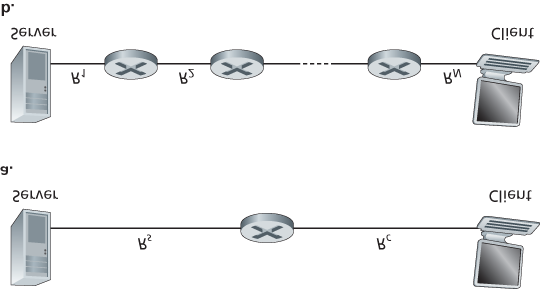 b.
Server Client
R1 R2 RN
a.
Server Client
Rs Rc